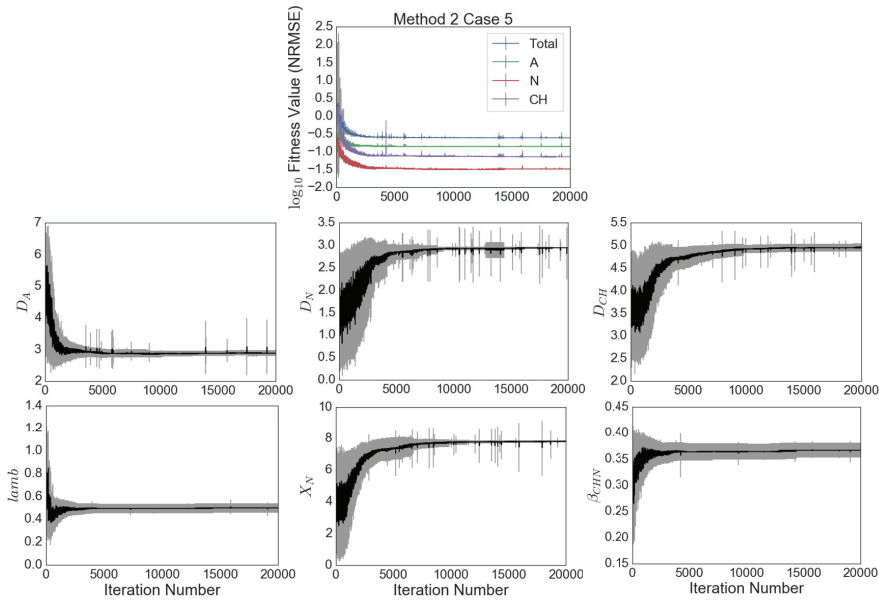 Method 2 Case 5
log10 Fitness Value (NRMSE)
2.5
2.0
1.5
1.0
0.5
0.0
−0.5
−1.0
−1.5
−2.0
Total
A
N
CH
0 5000 10000 15000 20000
D_A
7
6
5
4
3
2
0 5000 10000 15000 20000
D_N
3.5
3.0
2.5
2.0
1.5
1.0
0.5
0.0
0 5000 10000 15000 20000
D_CH
5.5
5.0
4.5
4.0
3.5
3.0
2.5
2.0
0 5000 10000 15000 20000
lamb
1.4
1.2
1.0
0.8
0.6
0.4
0.2
0.0
0 5000 10000 15000 20000
Iteration Number
X_N
10
8
6
4
2
0
0 5000 10000 15000 20000
Iteration Number
β_CHN
0.45
0.40
0.35
0.30
0.25
0.20
0.15
0 5000 10000 15000 20000
Iteration Number